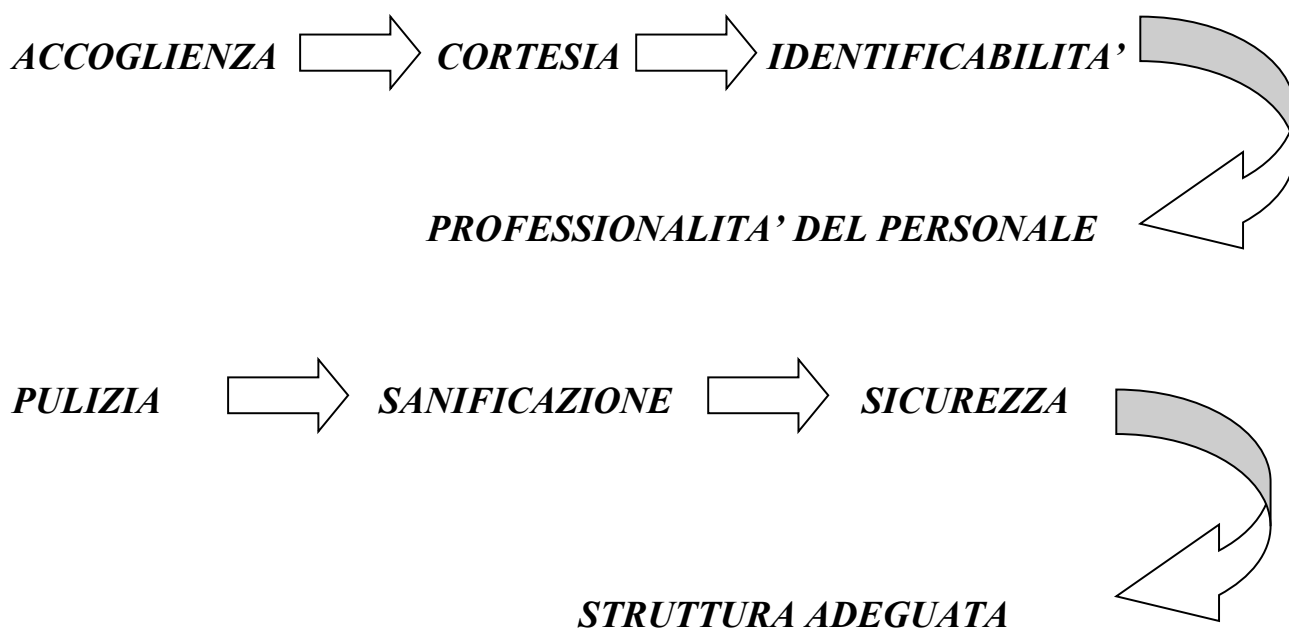 ACCOGLIENZA CORTESIA IDENTIFICABILITA’
PROFESSIONALITA’ DEL PERSONALE
PULIZIA SANIFICAZIONE SICUREZZA
STRUTTURA ADEGUATA